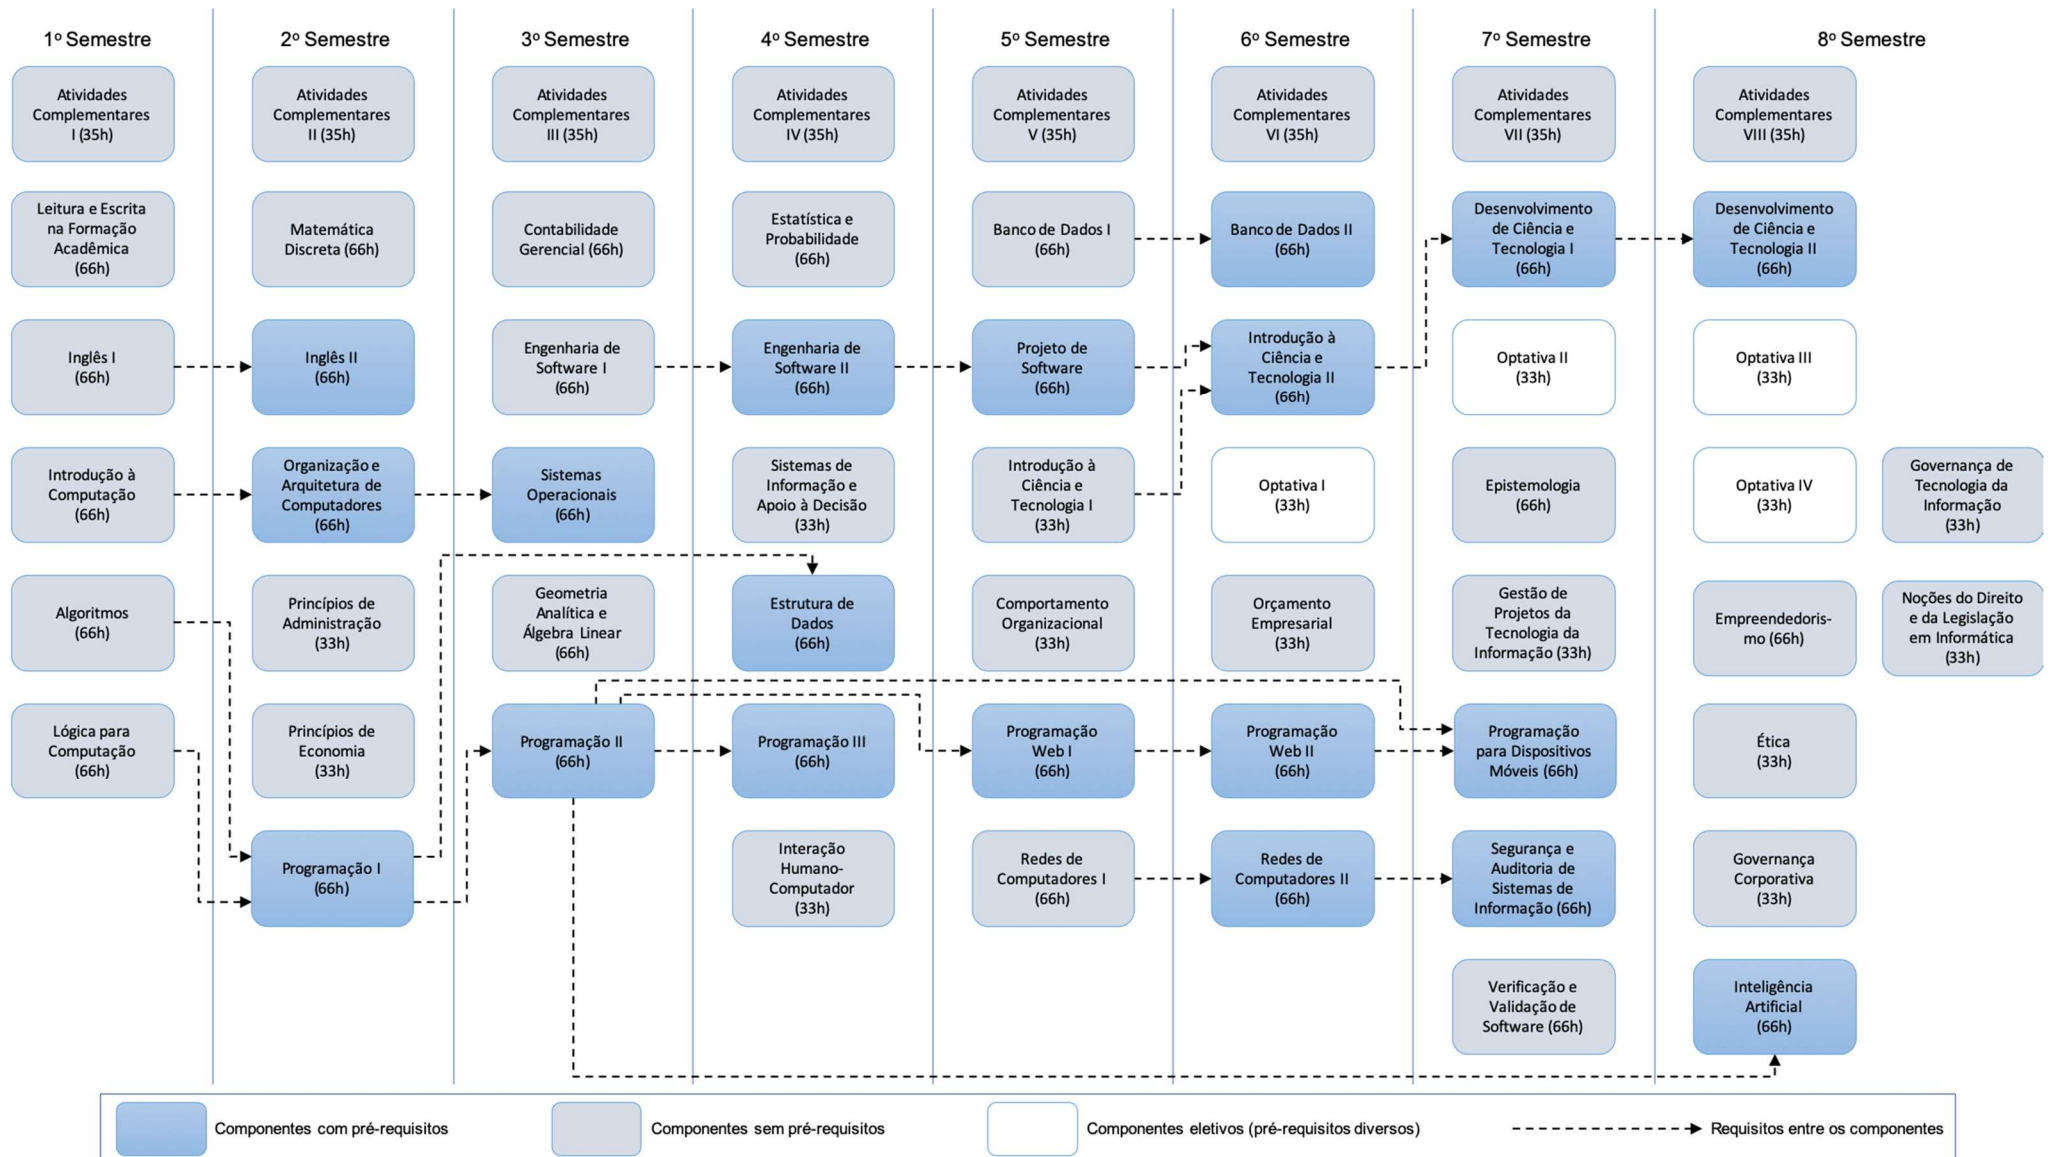 1º Semestre
2º Semestre
3º Semestre
4º Semestre
5º Semestre
6º Semestre
7º Semestre
8º Semestre
Atividades
Complementares
I (35h)
Atividades
Complementares
II (35h)
Atividades
Complementares
III (35h)
Atividades
Complementares
IV (35h)
Atividades
Complementares
V (35h)
Atividades
Complementares
VI (35h)
Atividades
Complementares
VII (35h)
Atividades
Complementares
VIII (35h)
Leitura e Escrita
na Formação
Acadêmica
(66h)
Matemática
Discreta (66h)
Contabilidade
Gerencial (66h)
Estatística e
Probabilidade
(66h)
Banco de Dados I
(66h)
Banco de Dados II
(66h)
Desenvolvimento
de Ciência e
Tecnologia I
(66h)
Desenvolvimento
de Ciência e
Tecnologia II
(66h)
Inglês I
(66h)
Inglês II
(66h)
Engenharia de
Software I
(66h)
Engenharia de
Software II
(66h)
Projeto de
Software
(66h)
Introdução à
Ciência e
Tecnologia II
(66h)
Optativa II
(33h)
Optativa III
(33h)
Introdução à
Computação
(66h)
Organização e
Arquitetura de
Computadores
(66h)
Sistemas
Operacionais
(66h)
Sistemas de
Informação e
Apoio à Decisão
(33h)
Introdução à
Ciência e
Tecnologia I
(33h)
Optativa I
(33h)
Epistemologia
(66h)
Optativa IV
(33h)
Governança de
Tecnologia da
Informação
(33h)
Algoritmos
(66h)
Princípios de
Administração
(33h)
Geometria
Analítica e
Álgebra Linear
(66h)
Estrutura de
Dados
(66h)
Comportamento
Organizacional
(33h)
Orçamento
Empresarial
(33h)
Gestão de
Projetos da
Tecnologia da
Informação (33h)
Empreendedoris-
mo (66h)
Noções do Direito
e da Legislação
em Informática
(33h)
Lógica para
Computação
(66h)
Princípios de
Economia
(33h)
Programação II
(66h)
Programação III
(66h)
Programação
Web I
(66h)
Programação
Web II
(66h)
Programação
para Dispositivos
Móveis (66h)
Ética
(33h)
Programação I
(66h)
Interação
Humano-
Computador
(33h)
Redes de
Computadores I
(66h)
Redes de
Computadores II
(66h)
Segurança e
Auditoria de
Sistemas de
Informação (66h)
Governança
Corporativa
(33h)
Verificação e
Validação de
Software (66h)
Inteligência
Artificial
(66h)
Componentes com pré-requisitos
Componentes sem pré-requisitos
Componentes eletivos (pré-requisitos diversos)
Requisitos entre os componentes